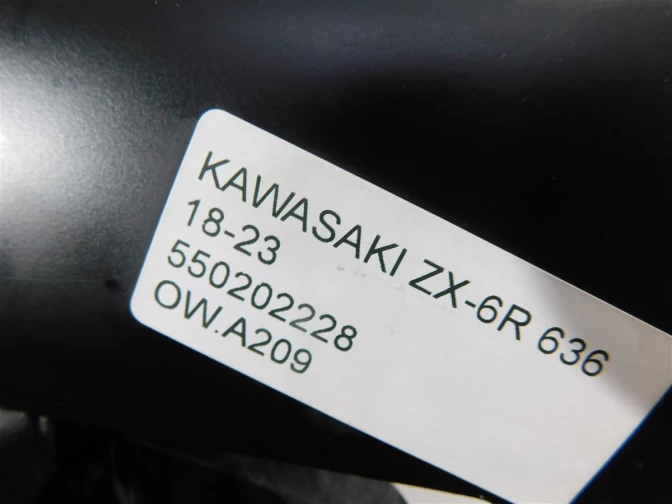 KAWASAKI ZX-6R 636
18-23
550202228
OW.A209